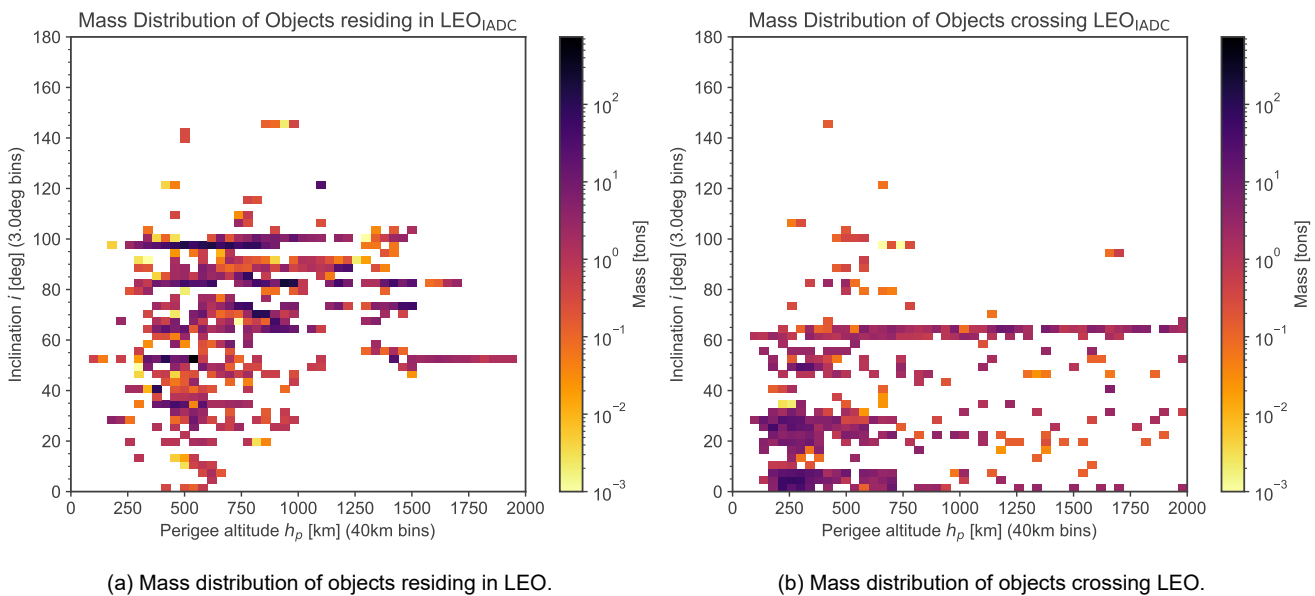 Mass Distribution of Objects residing in LEO_IADC
180
160
140
120
100
80
60
40
20
0
Inclination i [deg] (3.0deg bins)
0 250 500 750 1000 1250 1500 1750 2000
Perigee altitude h_p [km] (40km bins)
10^2
10^1
10^0
10^−1
10^−2
10^−3
Mass [tons]
(a) Mass distribution of objects residing in LEO.
Mass Distribution of Objects crossing LEO_IADC
180
160
140
120
100
80
60
40
20
0
Inclination i [deg] (3.0deg bins)
0 250 500 750 1000 1250 1500 1750 2000
Perigee altitude h_p [km] (40km bins)
10^2
10^1
10^0
10^−1
10^−2
10^−3
Mass [tons]
(b) Mass distribution of objects crossing LEO.